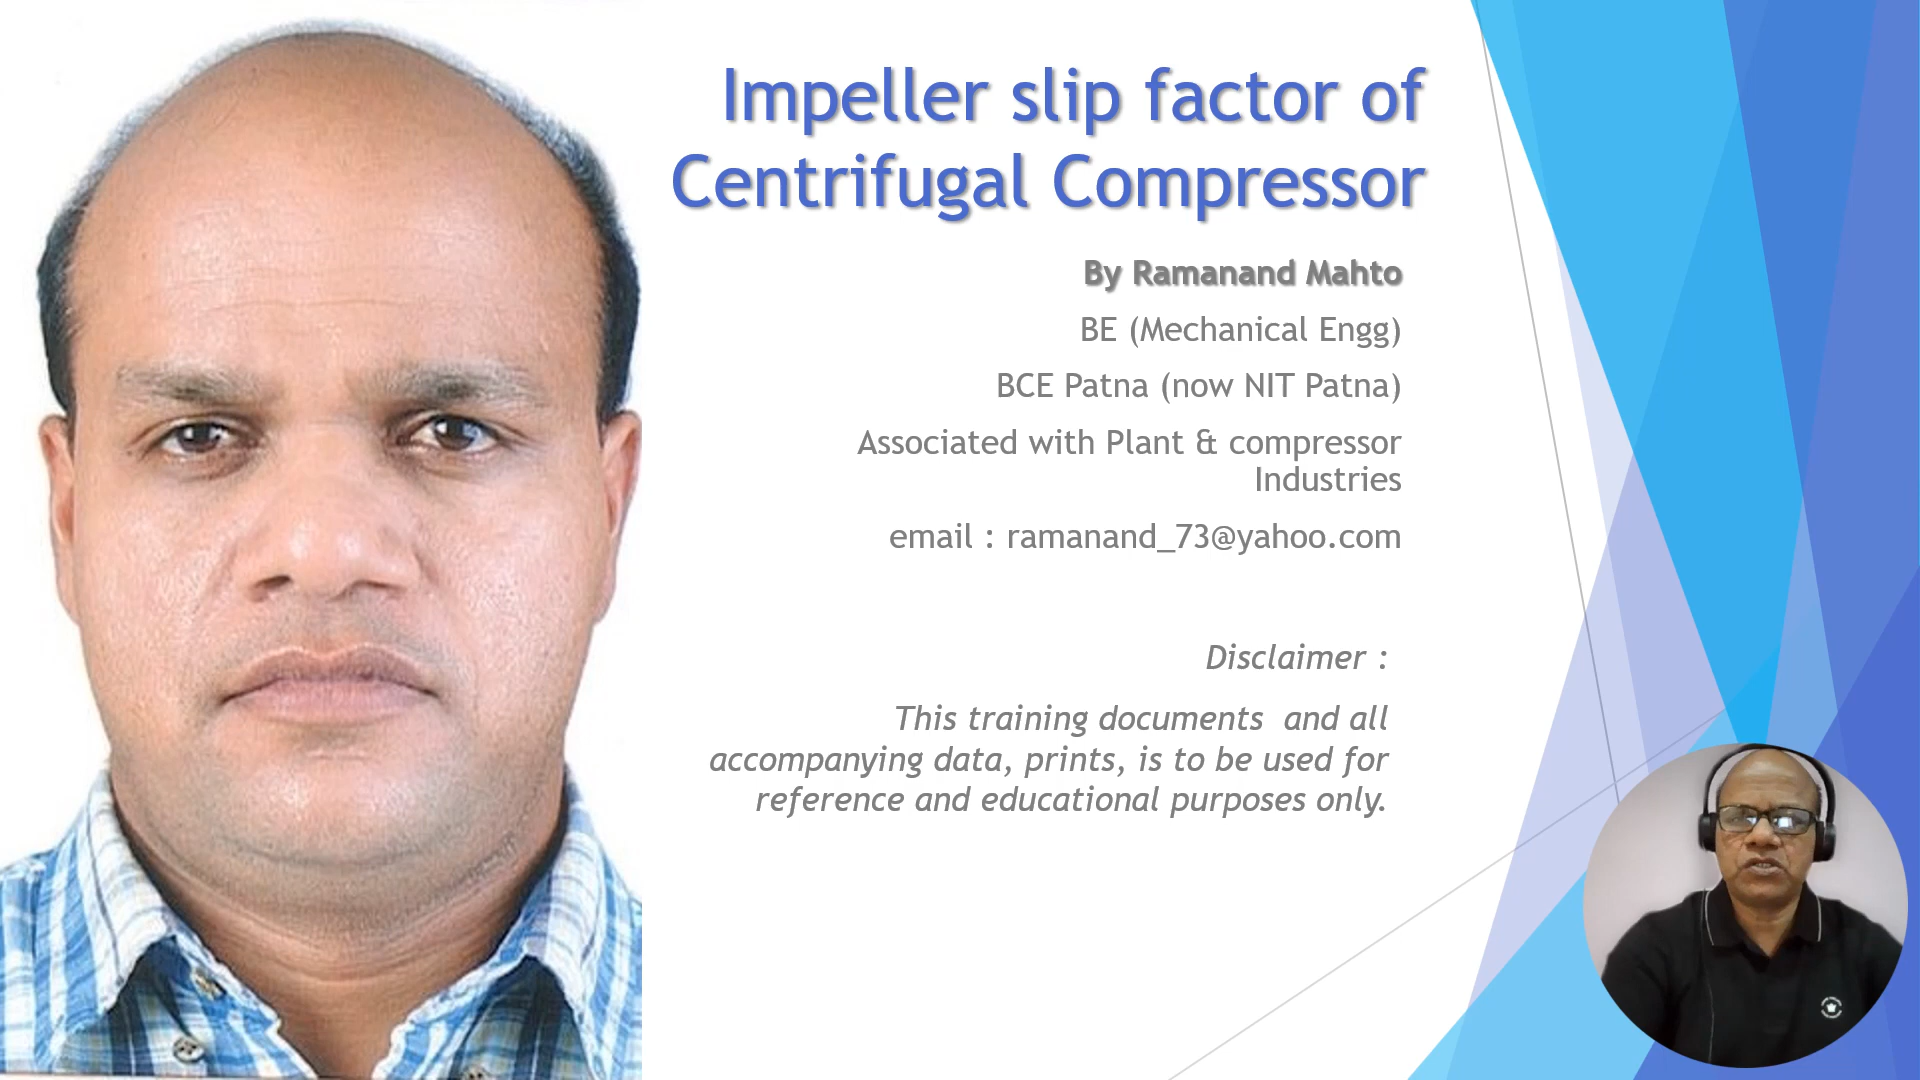 Impeller slip factor of
Centrifugal Compressor
By Ramanand Mahto
BE (Mechanical Engg)
BCE Patna (now NIT Patna)
Associated with Plant & compressor
Industries
email : ramanand_73@yahoo.com
Disclaimer :
This training documents  and all
accompanying data, prints, is to be used for
reference and educational purposes only.